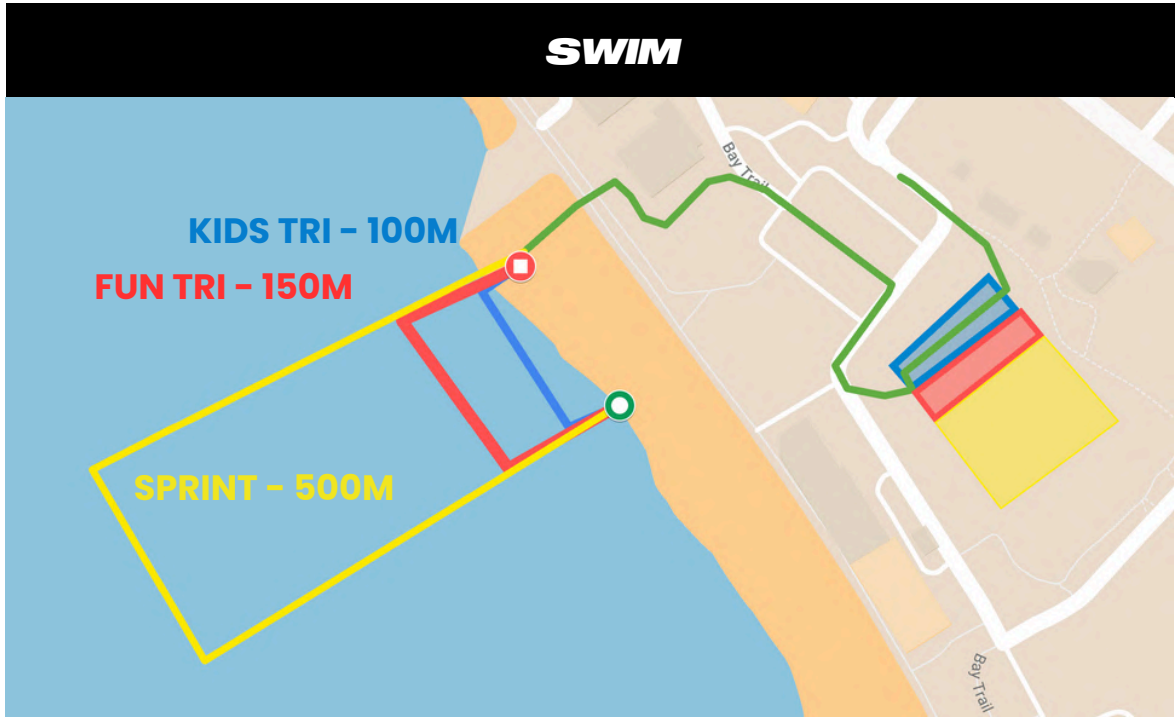 SWIM
Bay Trail
KIDS TRI - 100M
FUN TRI - 150M
SPRINT - 500M
Bay Trail